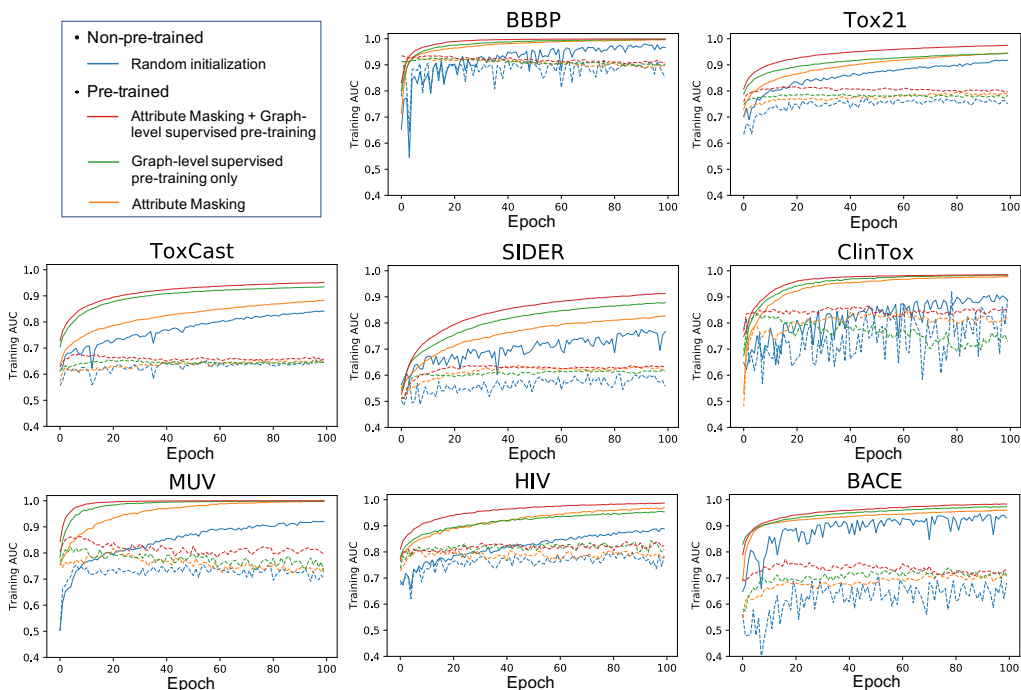 • Non-pre-trained
Random initialization
• Pre-trained
Attribute Masking + Graph-
level supervised pre-training
Graph-level supervised
pre-training only
Attribute Masking
BBBP
Training AUC
1.0
0.9
0.8
0.7
0.6
0.5
0.4
0 20 40 60 80 100
Epoch
Tox21
Training AUC
1.0
0.9
0.8
0.7
0.6
0.5
0.4
0 20 40 60 80 100
Epoch
ToxCast
Training AUC
1.0
0.9
0.8
0.7
0.6
0.5
0.4
0 20 40 60 80 100
Epoch
SIDER
Training AUC
1.0
0.9
0.8
0.7
0.6
0.5
0.4
0 20 40 60 80 100
Epoch
ClinTox
Training AUC
1.0
0.9
0.8
0.7
0.6
0.5
0.4
0 20 40 60 80 100
Epoch
MUV
Training AUC
1.0
0.9
0.8
0.7
0.6
0.5
0.4
0 20 40 60 80 100
Epoch
HIV
Training AUC
1.0
0.9
0.8
0.7
0.6
0.5
0.4
0 20 40 60 80 100
Epoch
BACE
Training AUC
1.0
0.9
0.8
0.7
0.6
0.5
0.4
0 20 40 60 80 100
Epoch